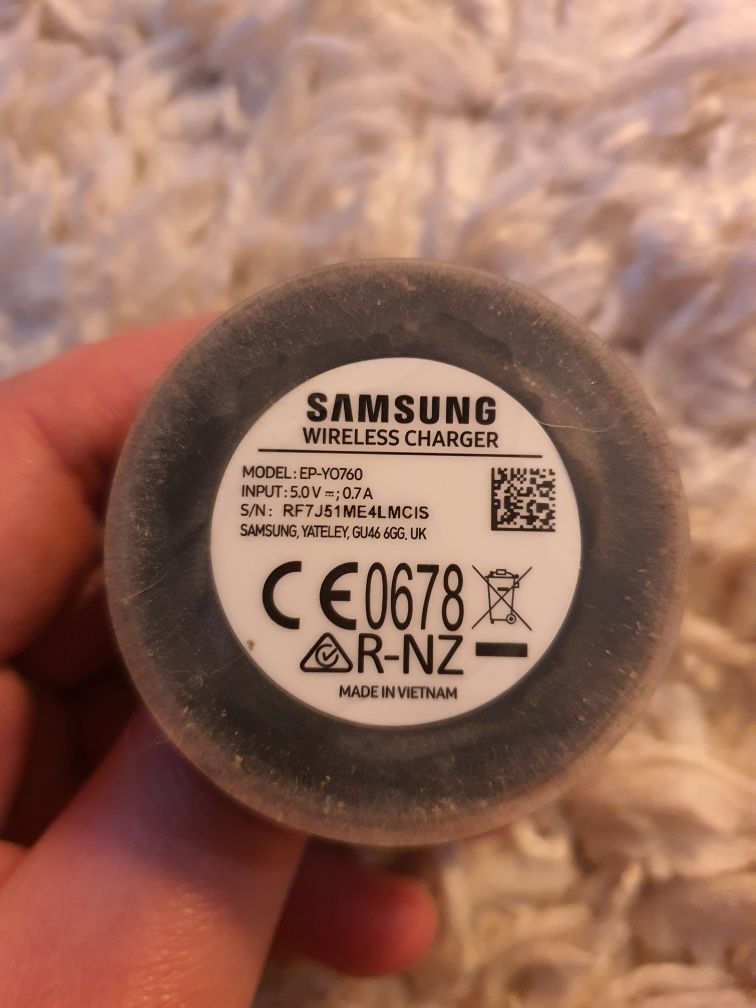 SAMSUNG
WIRELESS CHARGER
MODEL: EP-YO760
INPUT: 5.0 V ⎓; 0.7 A
S/N: RF7J51ME4LMCIS
SAMSUNG, YATELEY, GU46 6GG, UK
CE0678
R-NZ
MADE IN VIETNAM